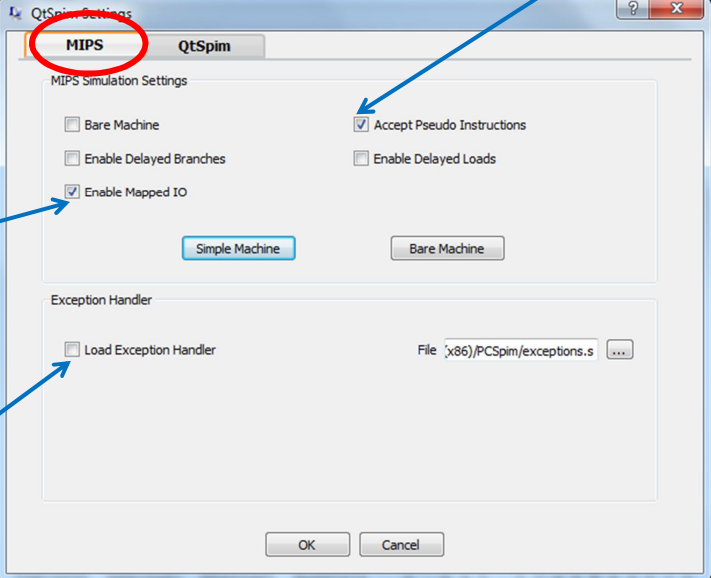 QtSpim Settings
MIPS
QtSpim
MIPS Simulation Settings
Bare Machine
Accept Pseudo Instructions
Enable Delayed Branches
Enable Delayed Loads
Enable Mapped IO
Simple Machine
Bare Machine
Exception Handler
Load Exception Handler
File (x86)/PCSpim/exceptions.s ...
OK
Cancel